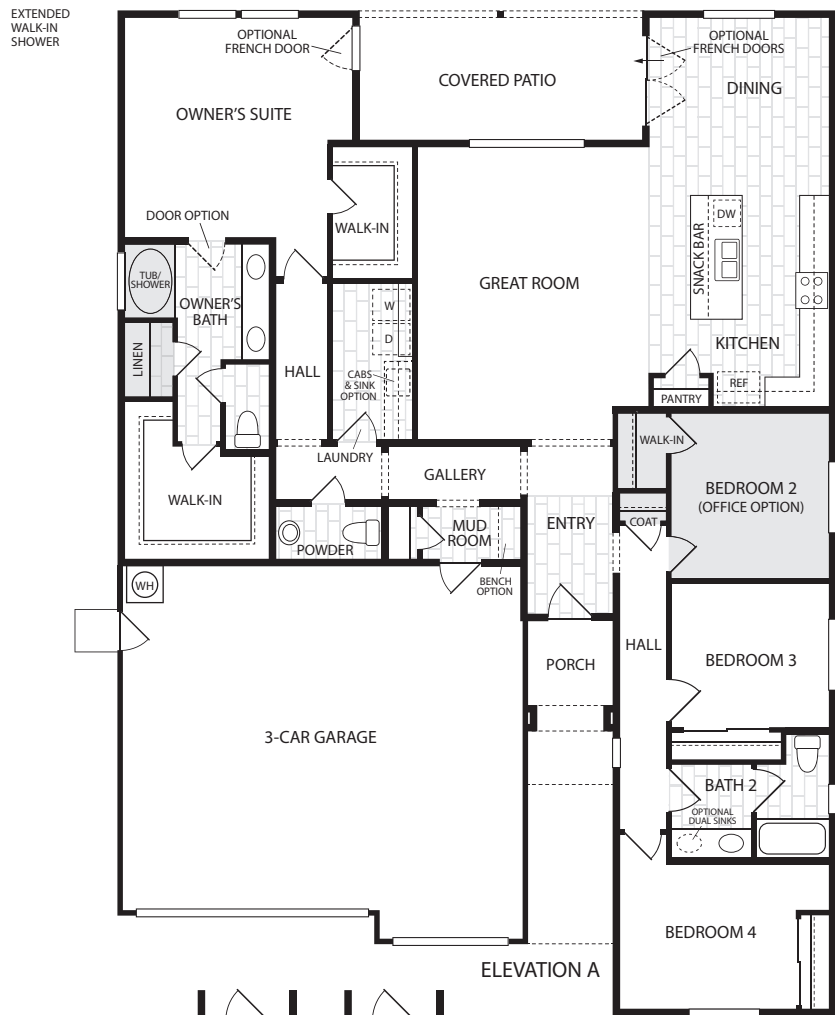 EXTENDED
WALK-IN
SHOWER
OPTIONAL
FRENCH DOOR
OPTIONAL
FRENCH DOORS
COVERED PATIO
DINING
OWNER'S SUITE
DOOR OPTION
WALK-IN
DW
SNACK BAR
TUB/
SHOWER
OWNER'S
BATH
GREAT ROOM
W
D
KITCHEN
LINEN
HALL
CABS
& SINK
OPTION
REF
PANTRY
LAUNDRY
WALK-IN
GALLERY
WALK-IN
BEDROOM 2
(OFFICE OPTION)
COAT
ENTRY
MUD
ROOM
POWDER
BENCH
OPTION
WH
HALL
PORCH
BEDROOM 3
3-CAR GARAGE
BATH 2
OPTIONAL
DUAL SINKS
BEDROOM 4
ELEVATION A